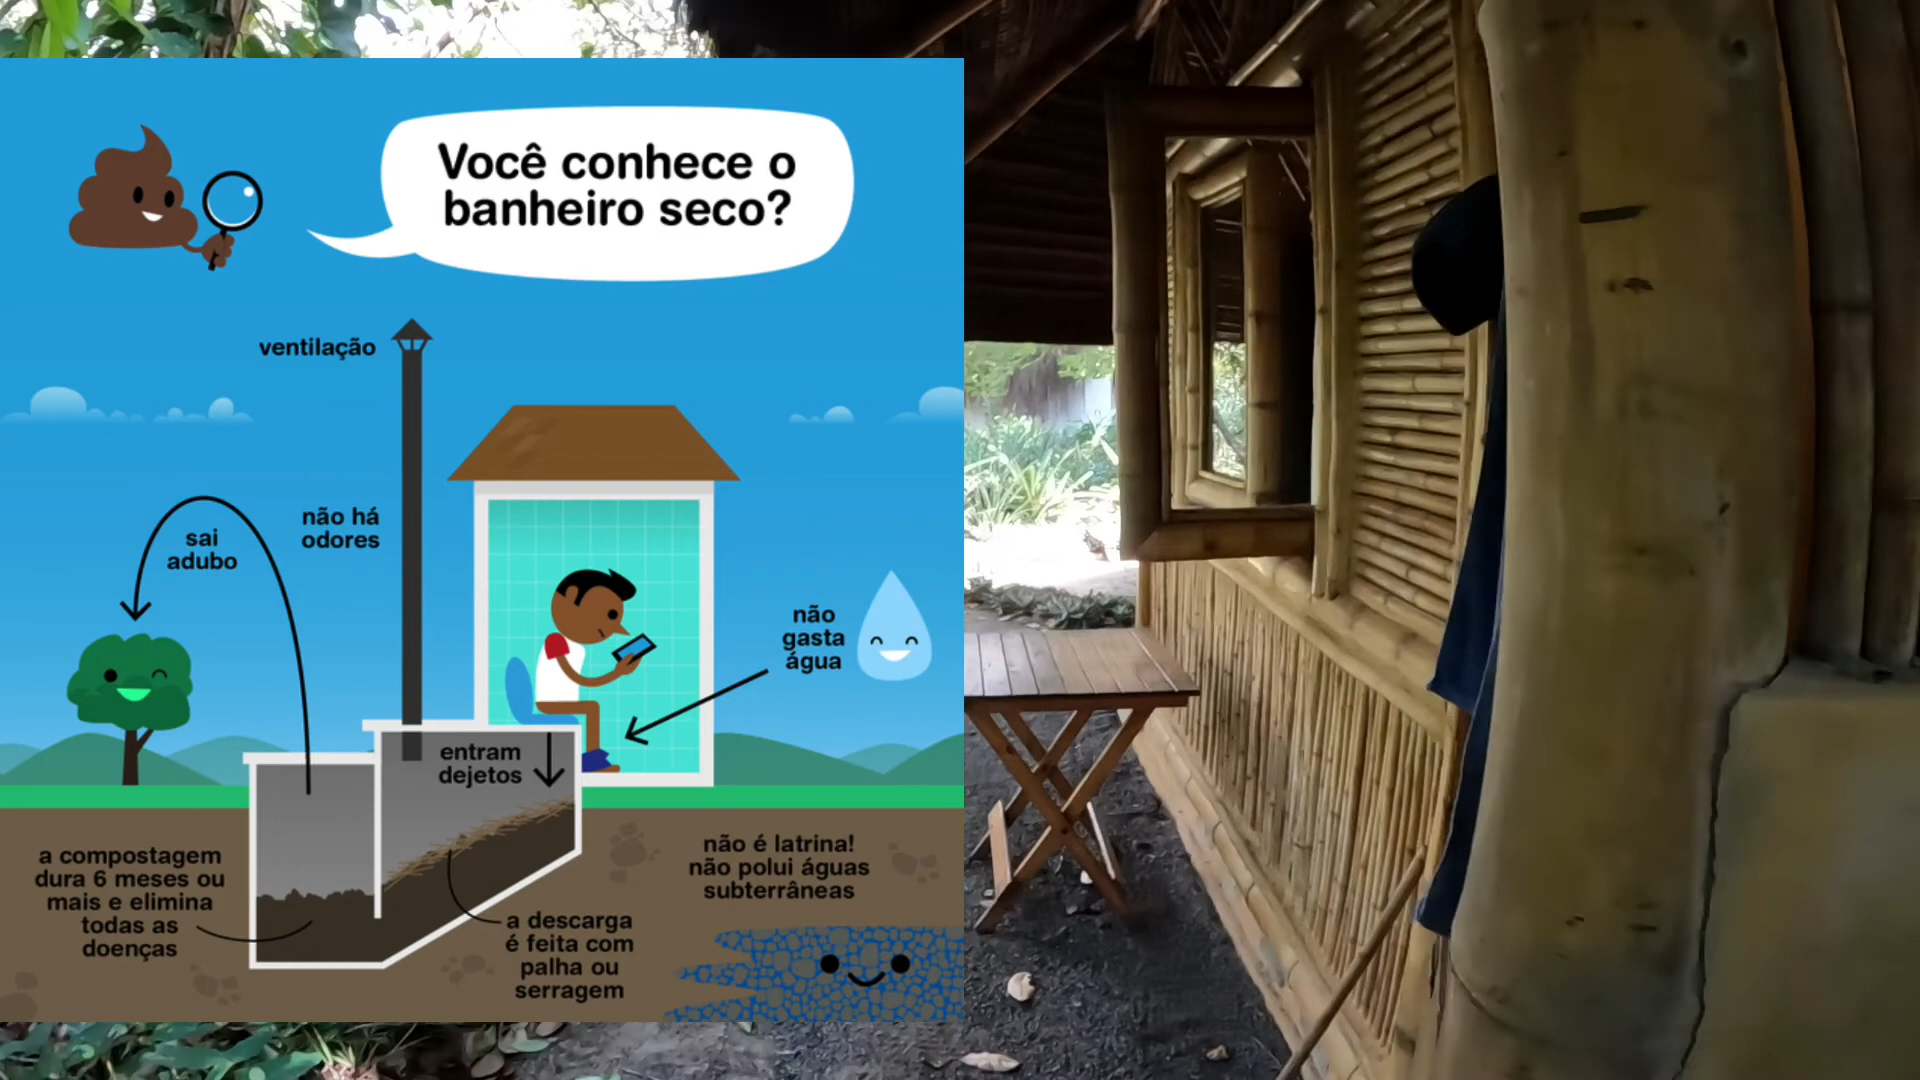 Você conhece o
banheiro seco?
ventilação
não há
odores
sai
adubo
não
gasta
água
entram
dejetos
a compostagem
dura 6 meses ou
mais e elimina
todas as
doenças
não é latrina!
não polui águas
subterrâneas
a descarga
é feita com
palha ou
serragem